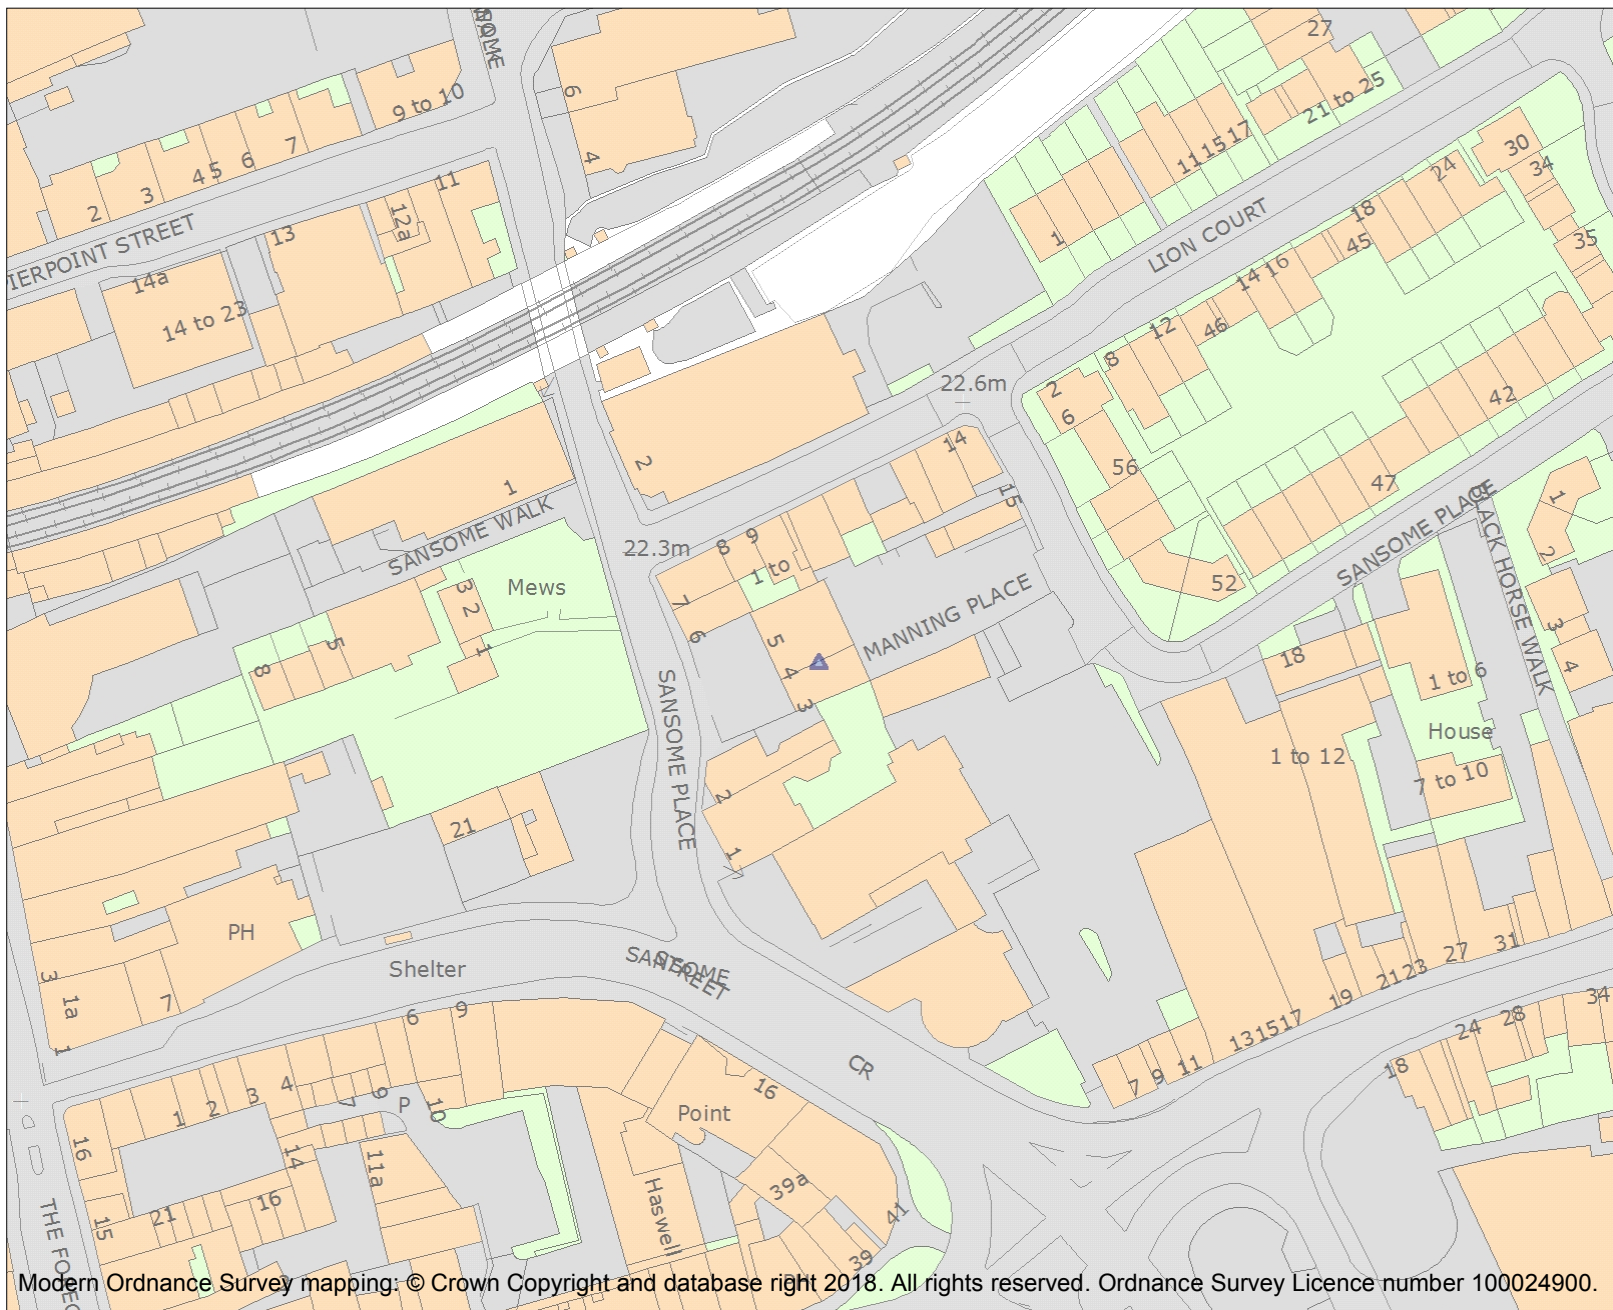 SOME
WALK
27
6
9 to 10
21 to 25
7
6
4 5
3
2
4
11
12a
13
11 15 17
30
34
24
18
45
35
1
LION COURT
PIERPOINT STREET
14a
14 to 23
14 16
46
12
8
2
6
22.6m
42
14
2
56
47
15
1
SANSOME WALK
22.3m
8
9
1 to
SANSOME PLACE
BLACK HORSE WALK
1
2
Mews
3 2
1
5
8
7
6
5
4
3
MANNING PLACE
52
3
4
18
1 to 6
House
1 to 12
7 to 10
SANSOME PLACE
2
1
21
PH
Shelter
SANSOME
STREET
3
1a
7
1
27
31
21 23
19
13 15 17
11
9
7
34
28
24
18
CR
6
9
4
3
2
1
7
9
P
10
16
Point
16
14
11a
Haswell
39a
41
39
15
21
16
THE FOREG
Modern Ordnance Survey mapping: © Crown Copyright and database right 2018. All rights reserved. Ordnance Survey Licence number 100024900.